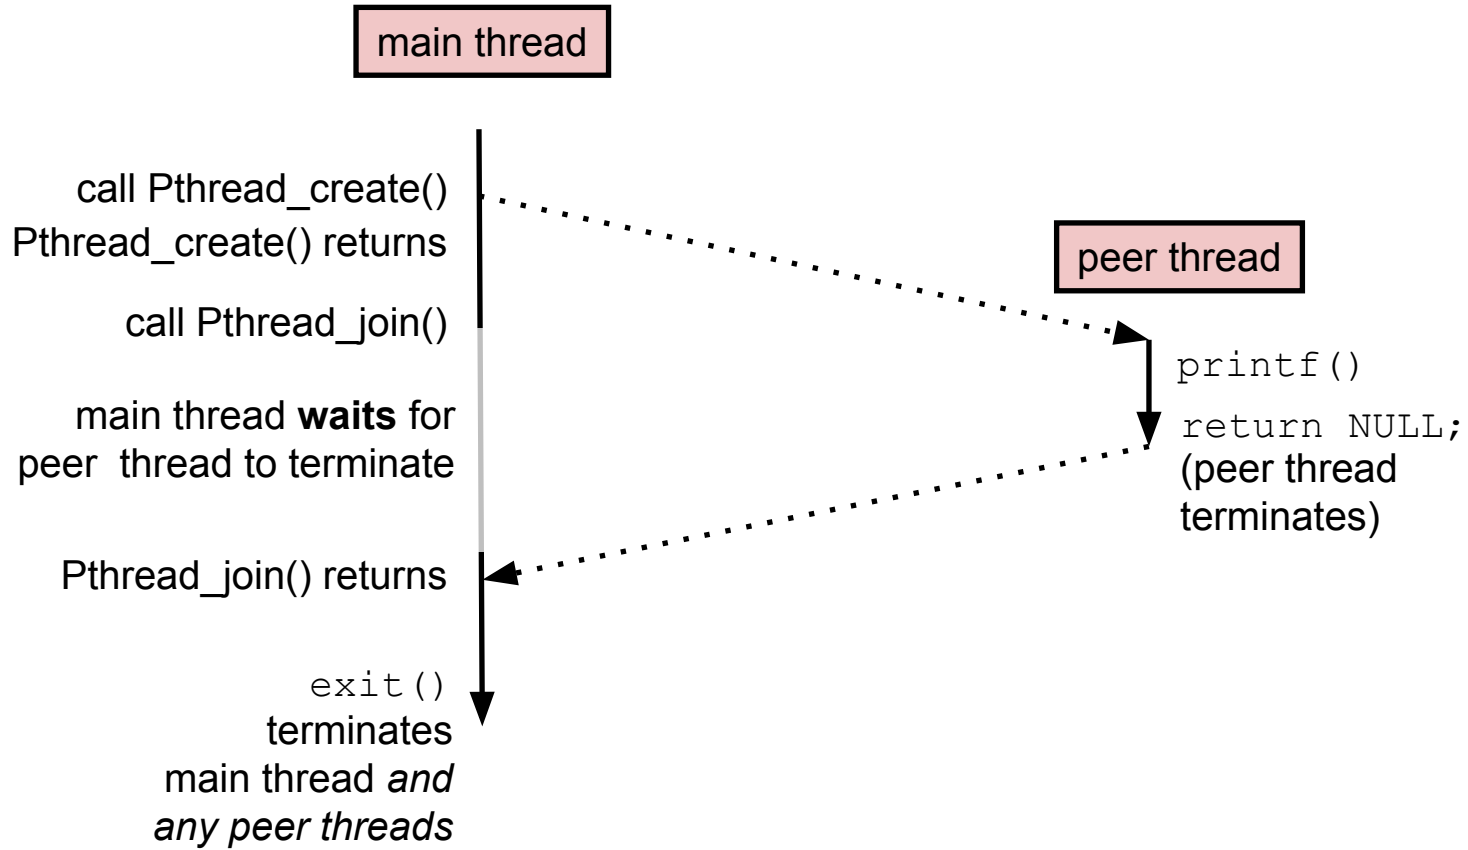 main thread
call Pthread_create()
Pthread_create() returns
peer thread
call Pthread_join()
printf()
main thread waits for
peer  thread to terminate
return NULL;
(peer thread
terminates)
Pthread_join() returns
exit()
terminates
main thread and
any peer threads